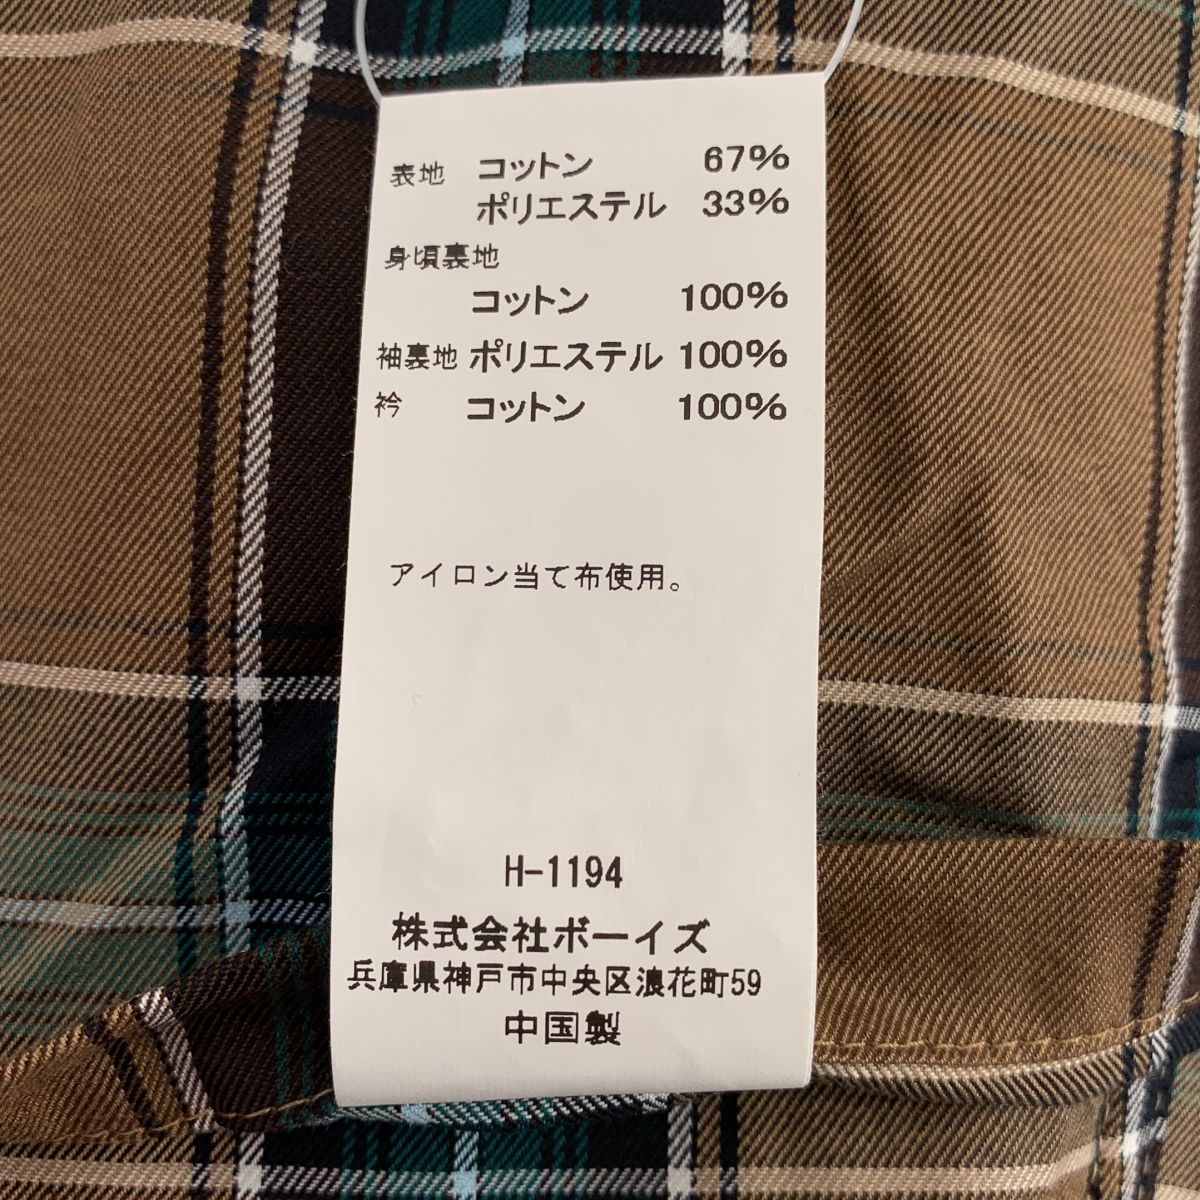 表地 コットン 67%
ポリエステル 33%
身頃裏地
コットン 100%
袖裏地 ポリエステル 100%
衿 コットン 100%
アイロン当て布使用。
H-1194
株式会社ボーイズ
兵庫県神戸市中央区浪花町59
中国製